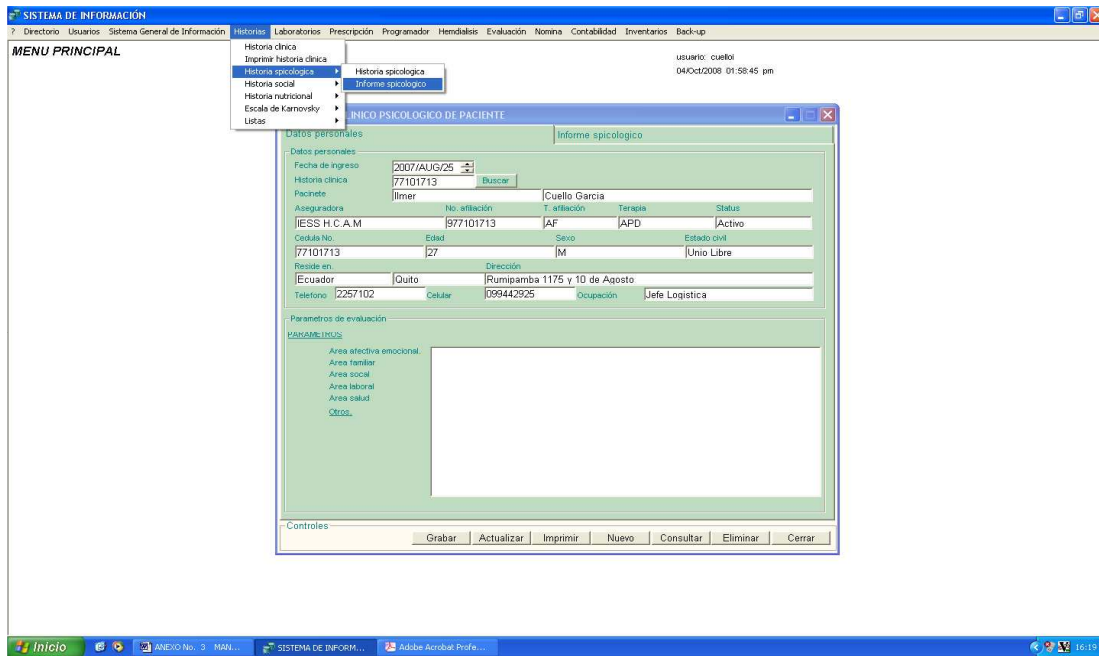 SISTEMA DE INFORMACIÓN
? Directorio Usuarios Sistema General de Información Historias Laboratorios Prescripción Programador Hemdialisis Evaluación Nomina Contabilidad Inventarios Back-up
MENU PRINCIPAL
usuario: cuelloi
04/Oct/2008 01:58:45 pm
Historia clinica
Imprimir historia clinica
Historia spicologica
Historia social
Historia nutricional
Escala de Karnovsky
Listas
Historia spicologica
Informe spicologico
LINICO PSICOLOGICO DE PACIENTE
Datos personales Informe spicologico
Datos personales
Fecha de ingreso 2007/AUG/25
Historia clinica 77101713 Buscar
Pacinete Ilmer Cuello Garcia
Aseguradora No. afiliación T. afiliación Terapia Status
IESS H.C.A.M 977101713 AF APD Activo
Cedula No. Edad Sexo Estado civil
77101713 27 M Unio Libre
Reside en. Dirección
Ecuador Quito Rumipamba 1175 y 10 de Agosto
Telefono 2257102 Celular 099442925 Ocupación Jefe Logistica
Parametros de evaluación
PARAMETROS
Area afectiva emocional.
Area familiar
Area socal
Area laboral
Area salud
Otros.
Controles
Grabar Actualizar Imprimir Nuevo Consultar Eliminar Cerrar
Inicio ANEXO No. 3 MAN... SISTEMA DE INFORM... Adobe Acrobat Profe... 16:19